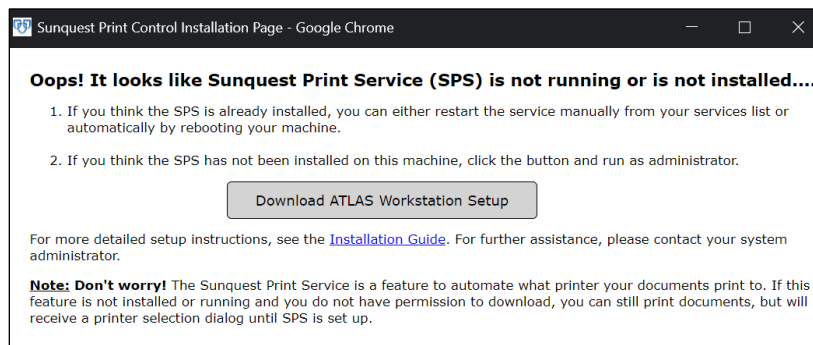 Sunquest Print Control Installation Page - Google Chrome
Oops! It looks like Sunquest Print Service (SPS) is not running or is not installed....
1. If you think the SPS is already installed, you can either restart the service manually from your services list or
automatically by rebooting your machine.
2. If you think the SPS has not been installed on this machine, click the button and run as administrator.
Download ATLAS Workstation Setup
For more detailed setup instructions, see the Installation Guide. For further assistance, please contact your system
administrator.
Note: Don't worry! The Sunquest Print Service is a feature to automate what printer your documents print to. If this
feature is not installed or running and you do not have permission to download, you can still print documents, but will
receive a printer selection dialog until SPS is set up.